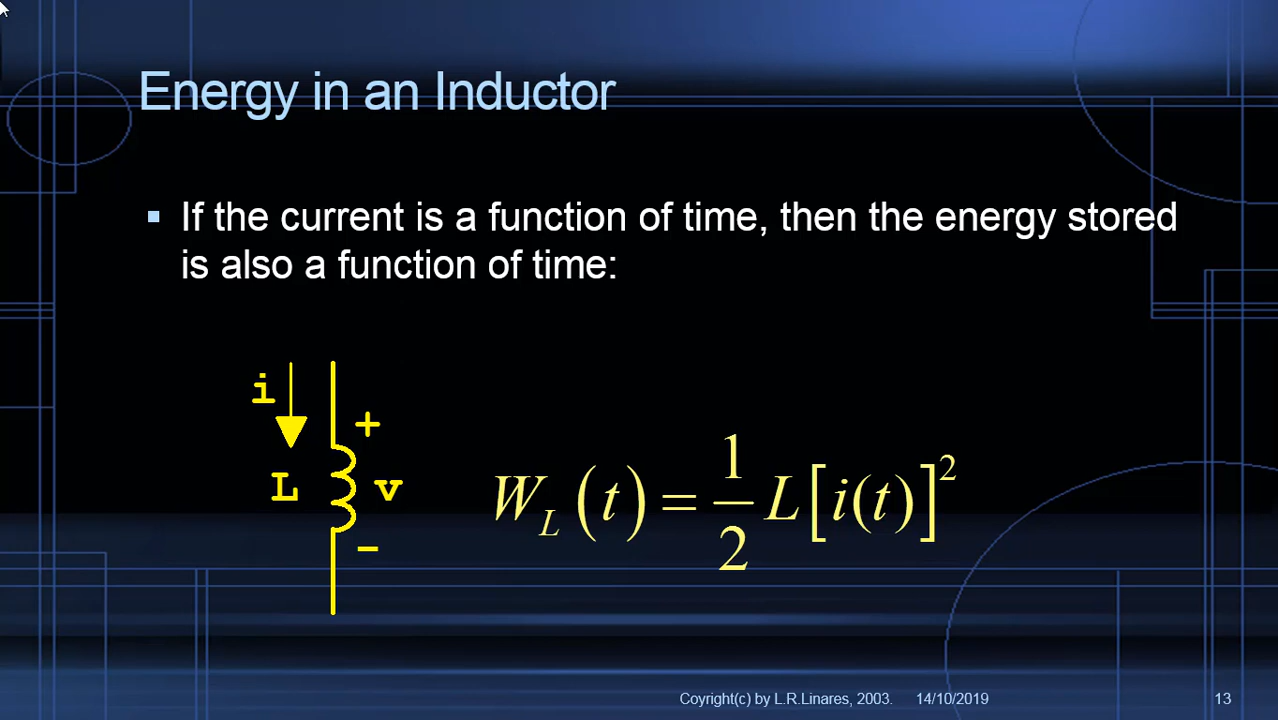 Energy in an Inductor
▪ If the current is a function of time, then the energy stored
is also a function of time:
i
+
L
v
-
W_L(t) = 1/2 L[i(t)]^2
Coyright(c) by L.R.Linares, 2003. 14/10/2019 13